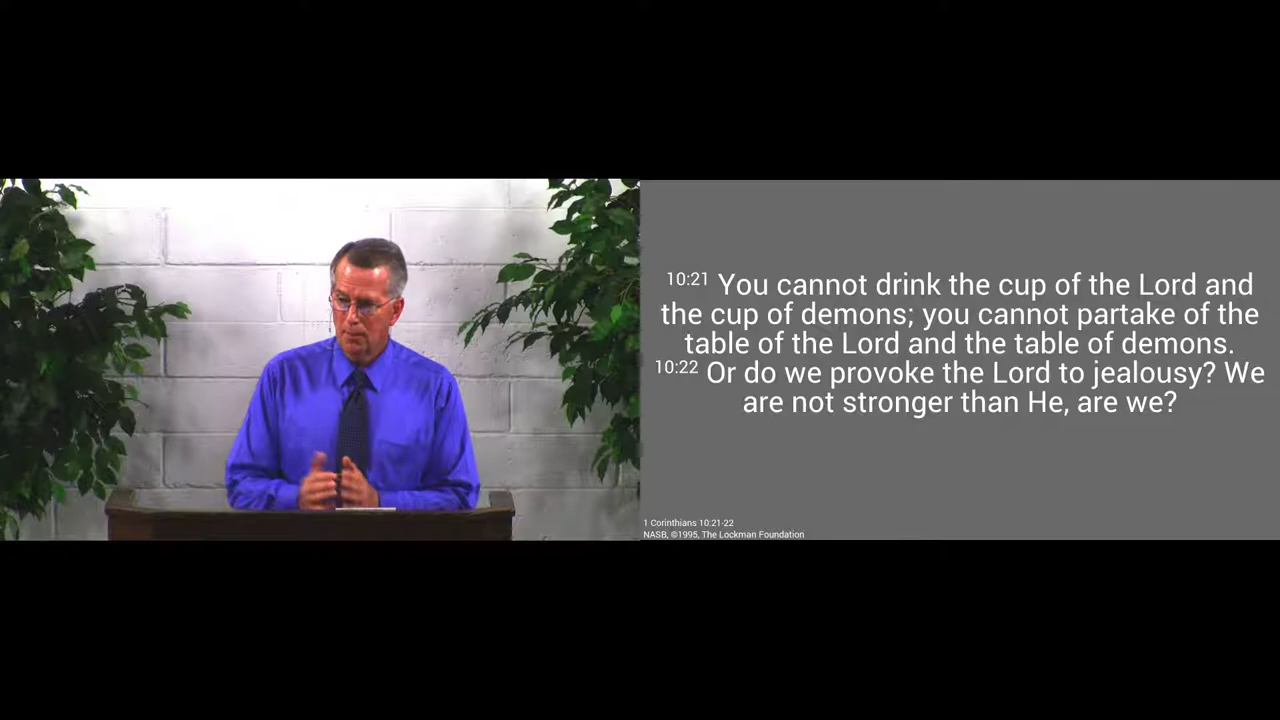 10:21 You cannot drink the cup of the Lord and
the cup of demons; you cannot partake of the
table of the Lord and the table of demons.
10:22 Or do we provoke the Lord to jealousy? We
are not stronger than He, are we?
1 Corinthians 10:21-22
NASB, ©1995, The Lockman Foundation